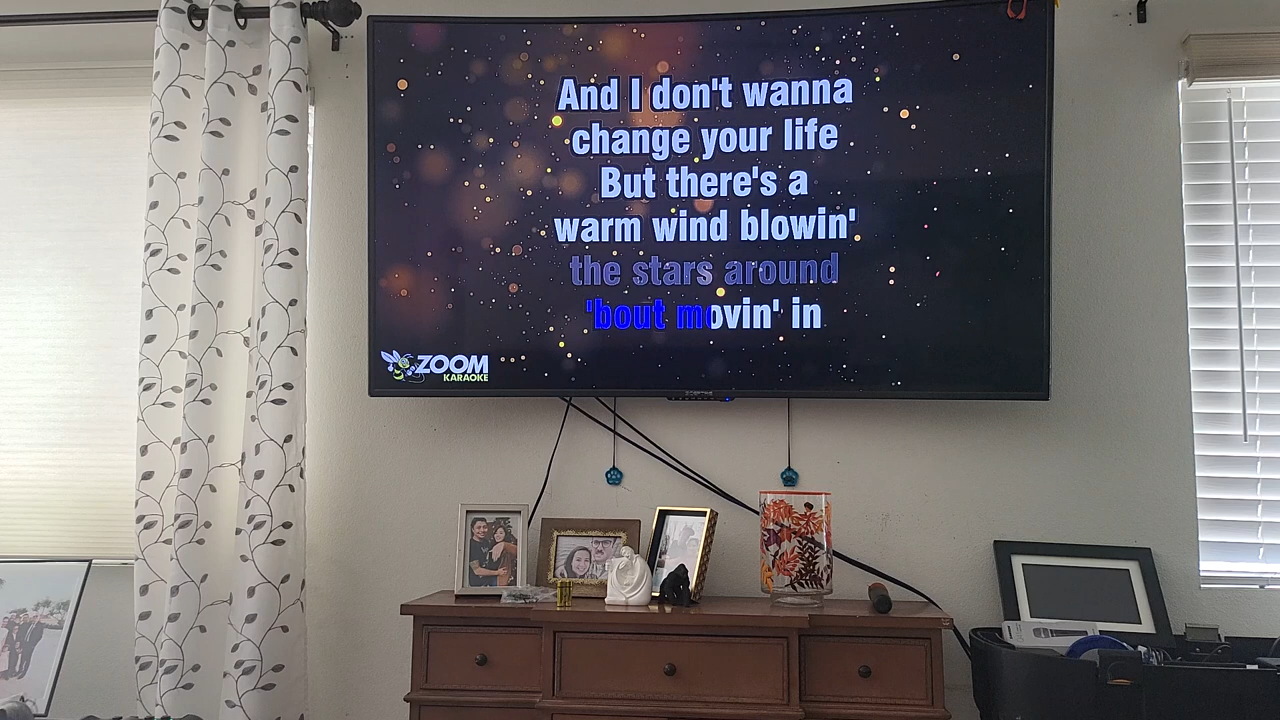 And I don't wanna
change your life
But there's a
warm wind blowin'
the stars around
'bout movin' in
ZOOM
KARAOKE